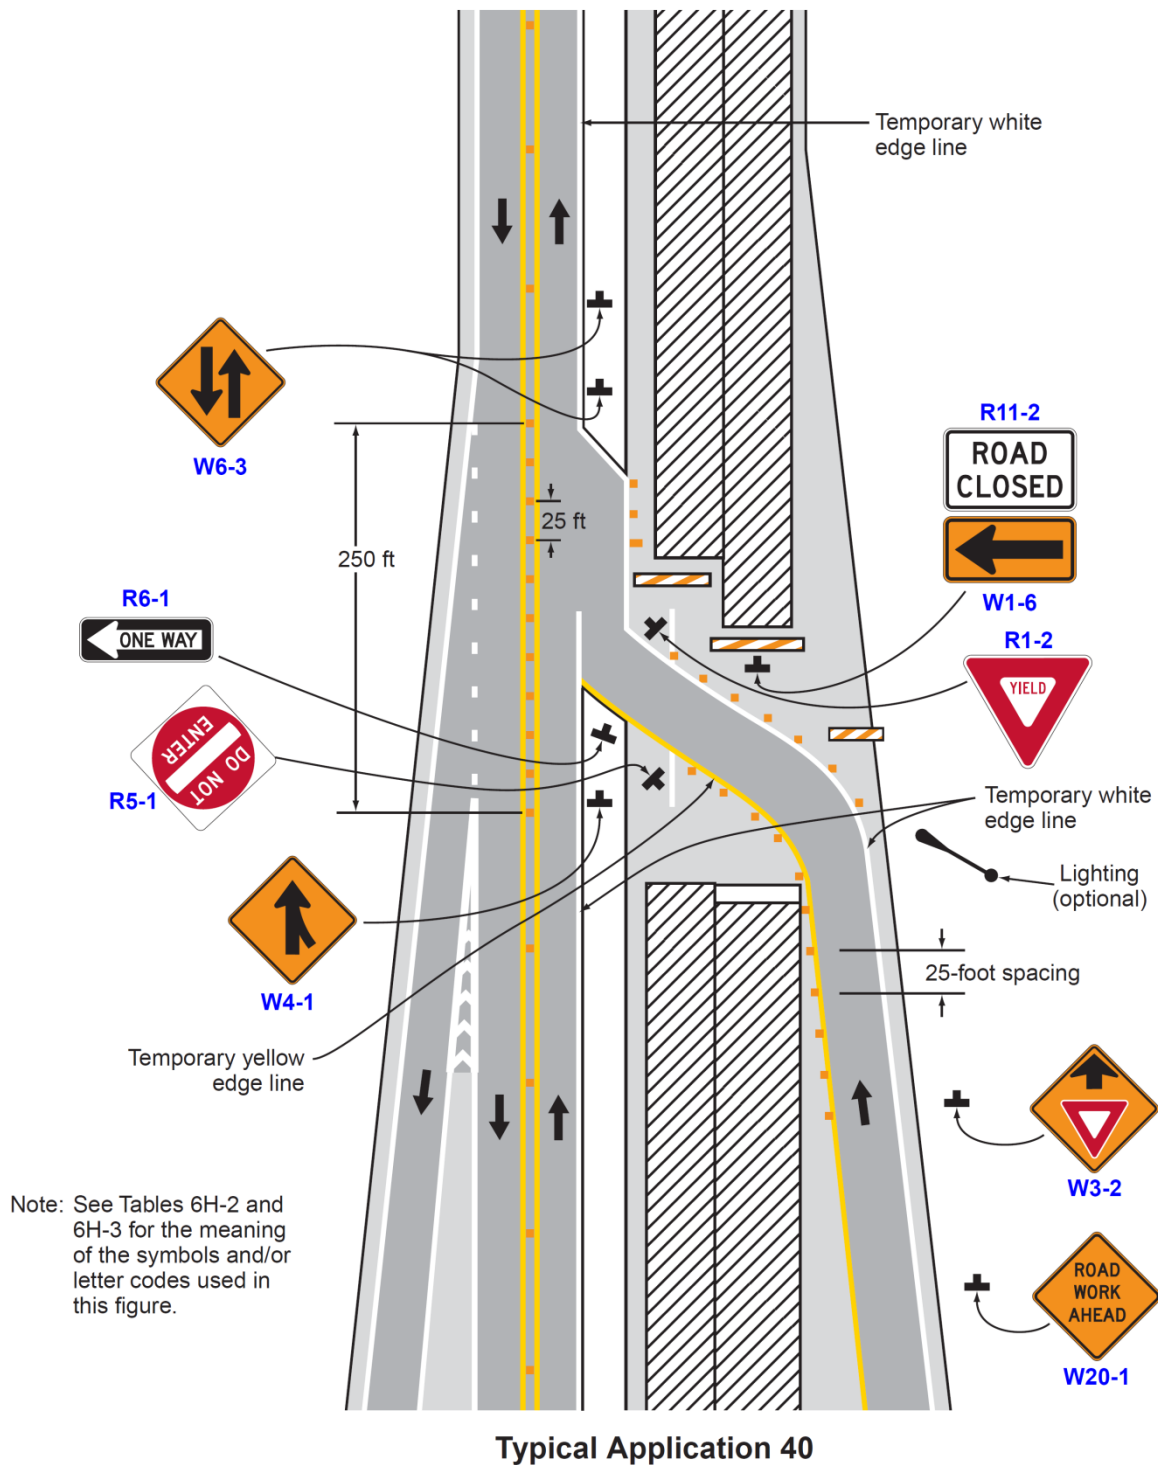 Temporary white
edge line
W6-3
R11-2
ROAD
CLOSED
W1-6
25 ft
250 ft
R6-1
ONE WAY
R1-2
YIELD
DO NOT
ENTER
R5-1
Temporary white
edge line
Lighting
(optional)
W4-1
25-foot spacing
Temporary yellow
edge line
W3-2
Note: See Tables 6H-2 and
6H-3 for the meaning
of the symbols and/or
letter codes used in
this figure.
ROAD
WORK
AHEAD
W20-1
Typical Application 40